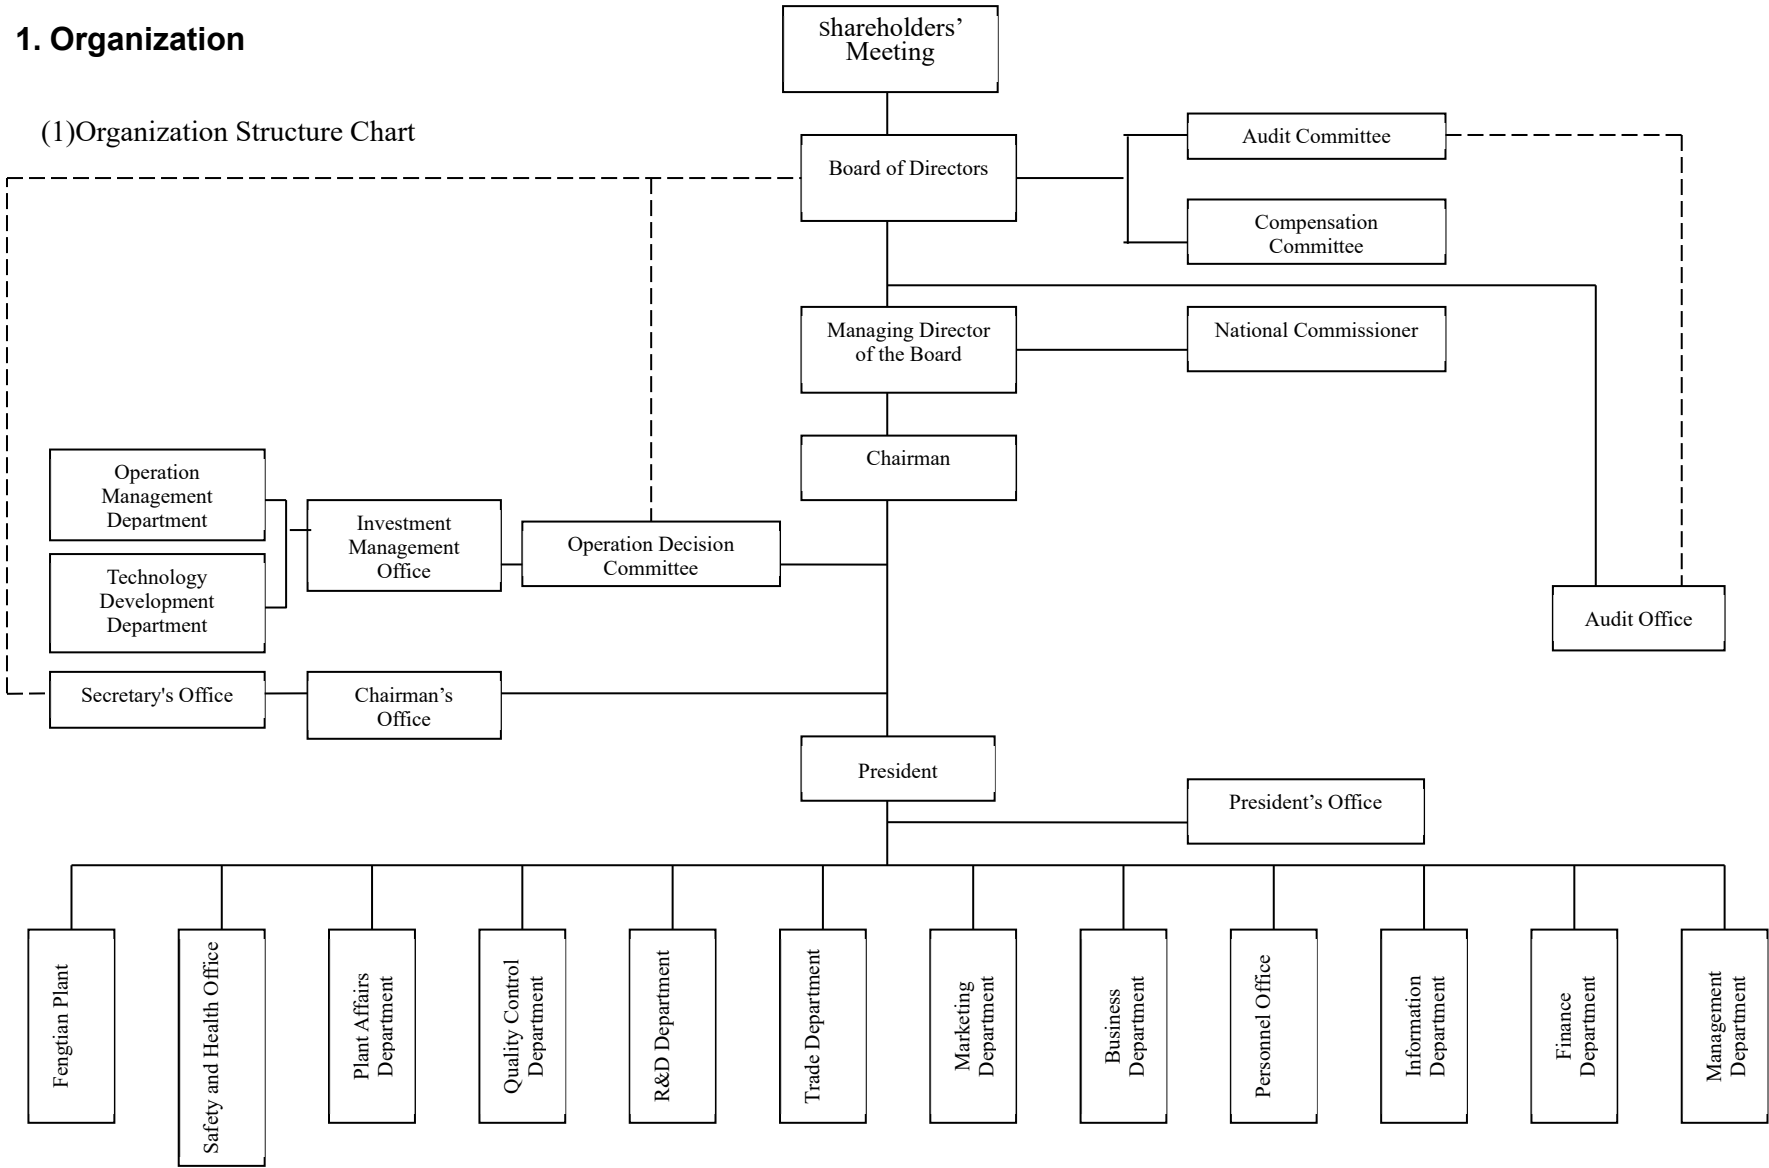 1. Organization
Shareholders’
Meeting
(1)Organization Structure Chart
Board of Directors
Audit Committee
Compensation
Committee
Managing Director
of the Board
National Commissioner
Chairman
Operation
Management
Department
Investment
Management
Office
Operation Decision
Committee
Technology
Development
Department
Audit Office
Secretary's Office
Chairman’s
Office
President
President’s Office
Fengtian Plant
Safety and Health Office
Plant Affairs
Department
Quality Control
Department
R&D Department
Trade Department
Marketing
Department
Business
Department
Personnel Office
Information
Department
Finance
Department
Management
Department